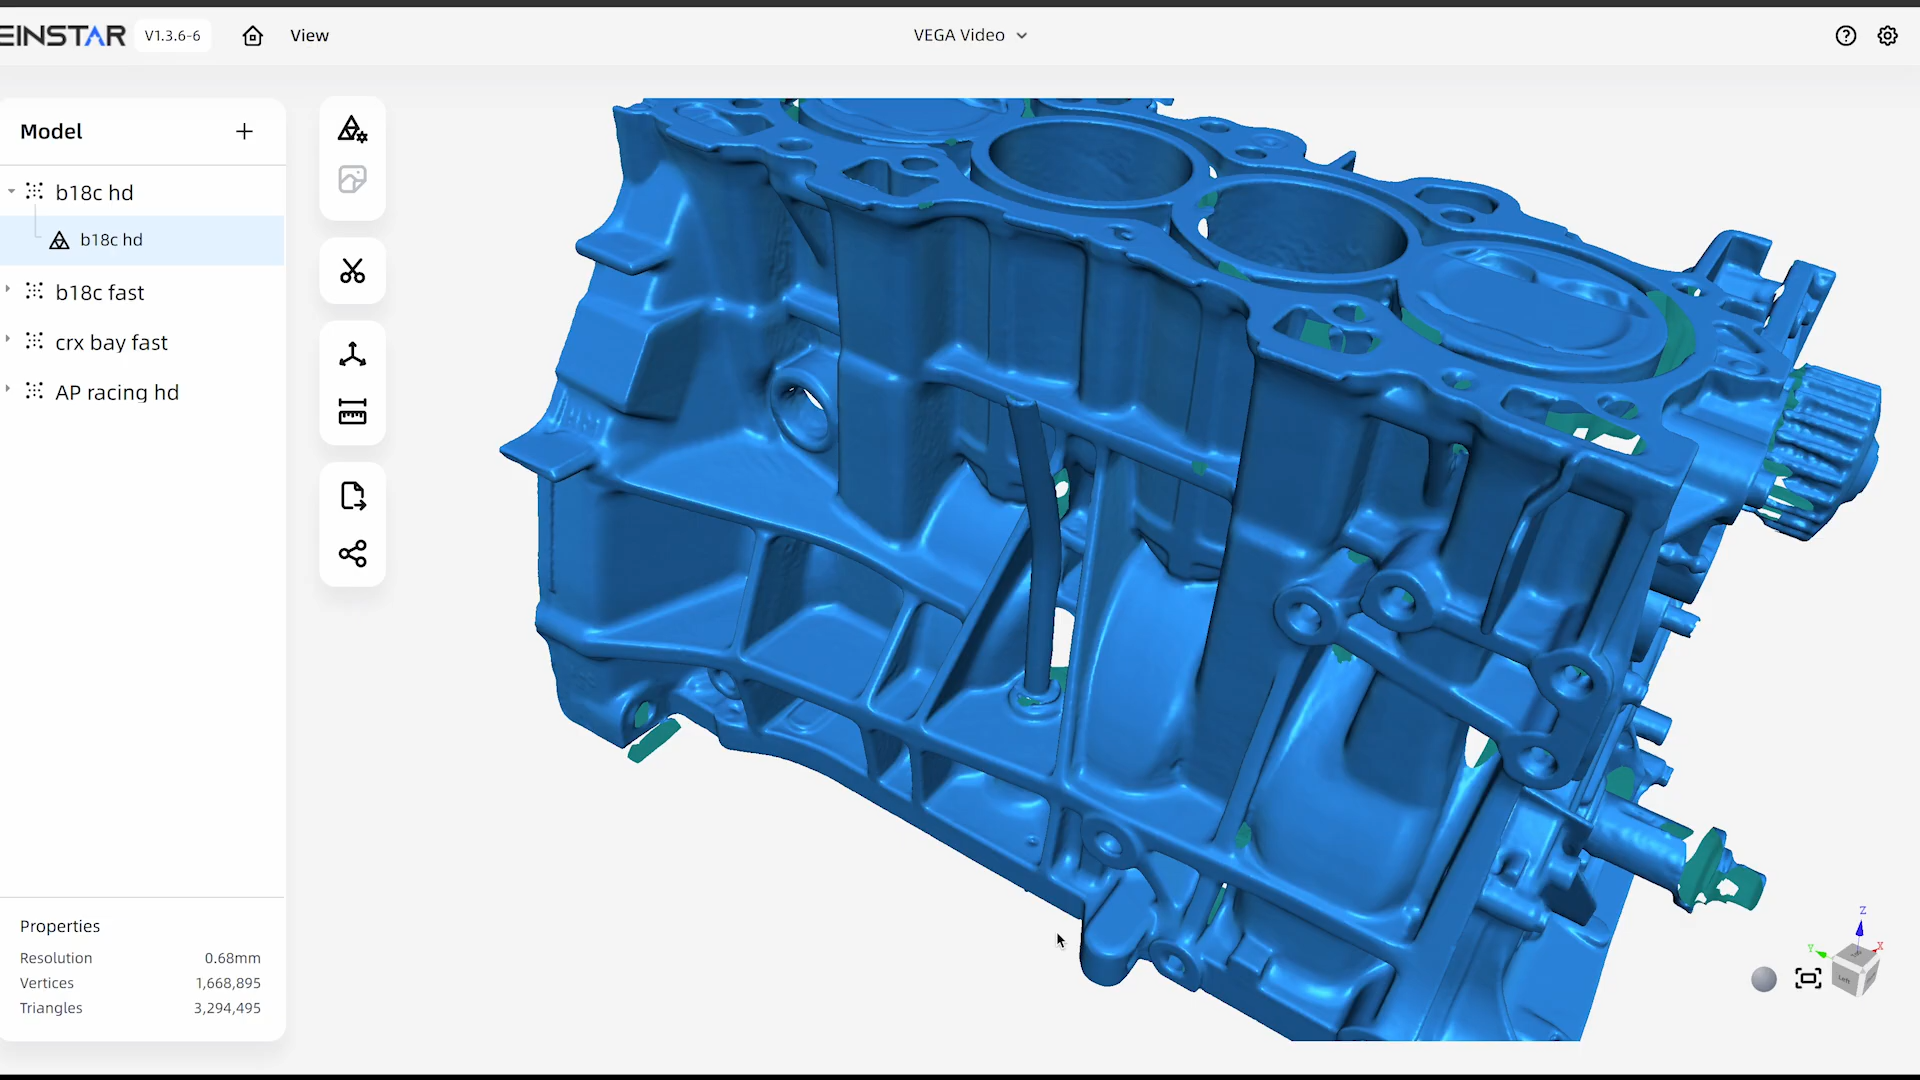 EINSTAR V1.3.6-6 View VEGA Video
Model
b18c hd
b18c hd
b18c fast
crx bay fast
AP racing hd
Properties
Resolution 0.68mm
Vertices 1,668,895
Triangles 3,294,495
Z
Y X
Left